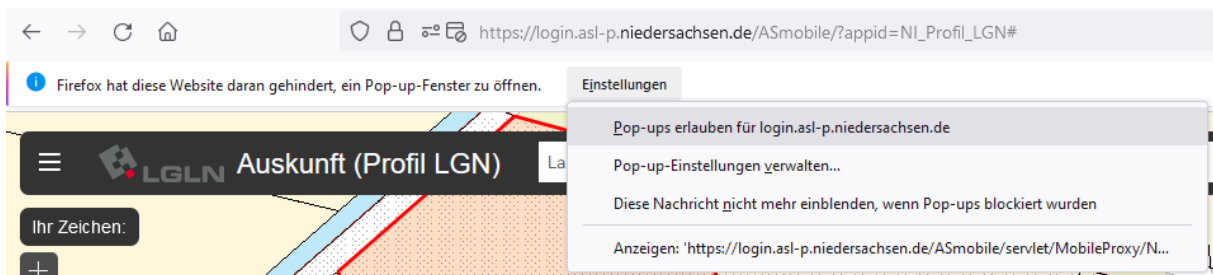 https://login.asl-p.niedersachsen.de/ASmobile/?appid=NI_Profil_LGN#
Firefox hat diese Website daran gehindert, ein Pop-up-Fenster zu öffnen. Einstellungen
Pop-ups erlauben für login.asl-p.niedersachsen.de
LGLN Auskunft (Profil LGN) La
Pop-up-Einstellungen verwalten...
Diese Nachricht nicht mehr einblenden, wenn Pop-ups blockiert wurden
Ihr Zeichen:
Anzeigen: 'https://login.asl-p.niedersachsen.de/ASmobile/servlet/MobileProxy/N...